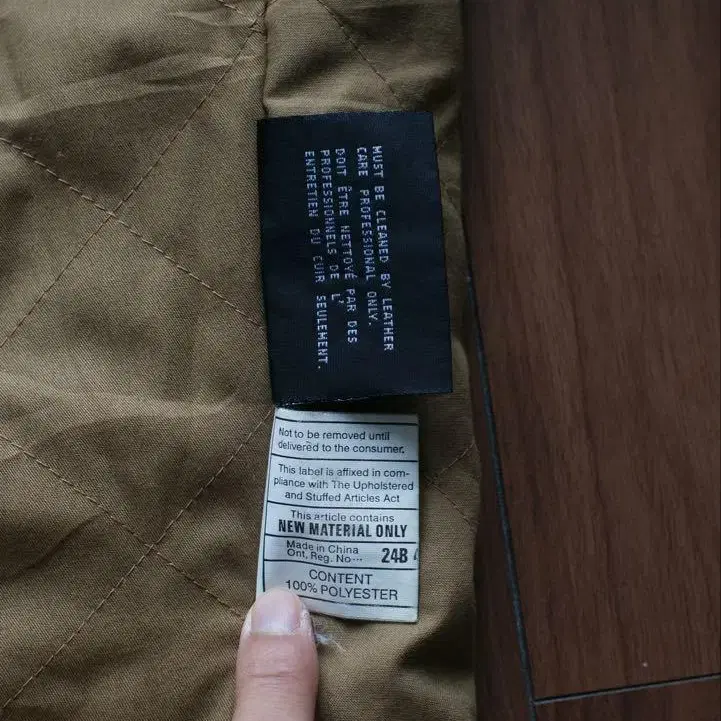 MUST BE CLEANED BY LEATHER
CARE PROFESSIONAL ONLY.
DOIT ÊTRE NETTOYÉ PAR DES
PROFESSIONNELS DE L'
ENTRETIEN DU CUIR SEULEMENT.
Not to be removed until
delivered to the consumer.
This label is affixed in com-
pliance with The Upholstered
and Stuffed Articles Act
This article contains
NEW MATERIAL ONLY
Made in China
Ont. Reg. No--- 24B
CONTENT
100% POLYESTER